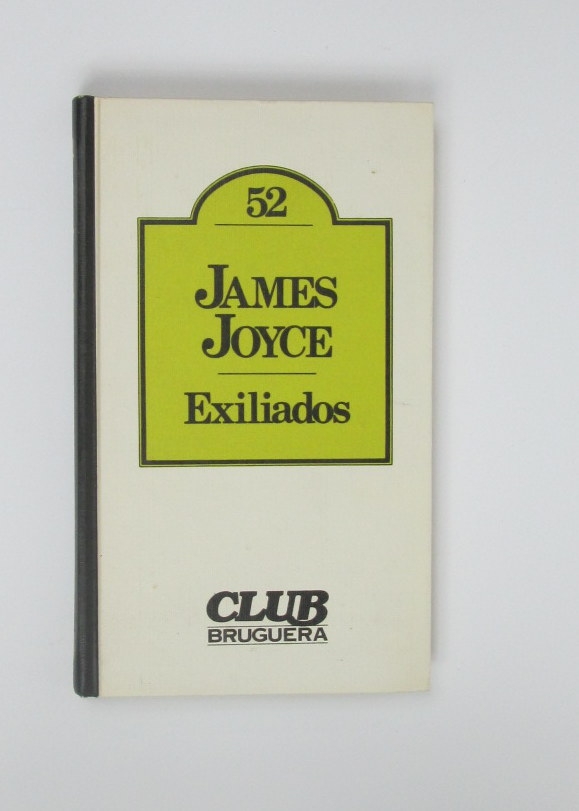 52
JAMES
JOYCE
Exiliados
CLUB
BRUGUERA